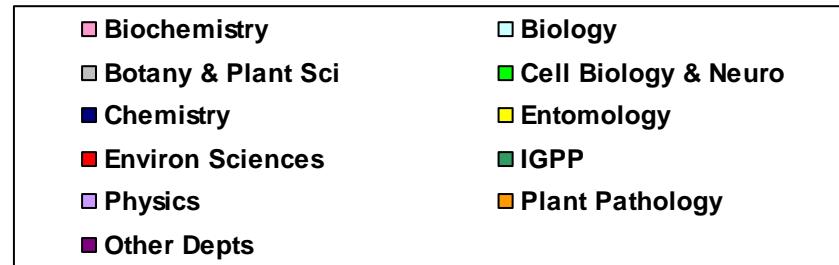 Biochemistry Biology
Botany & Plant Sci Cell Biology & Neuro
Chemistry Entomology
Environ Sciences IGPP
Physics Plant Pathology
Other Depts